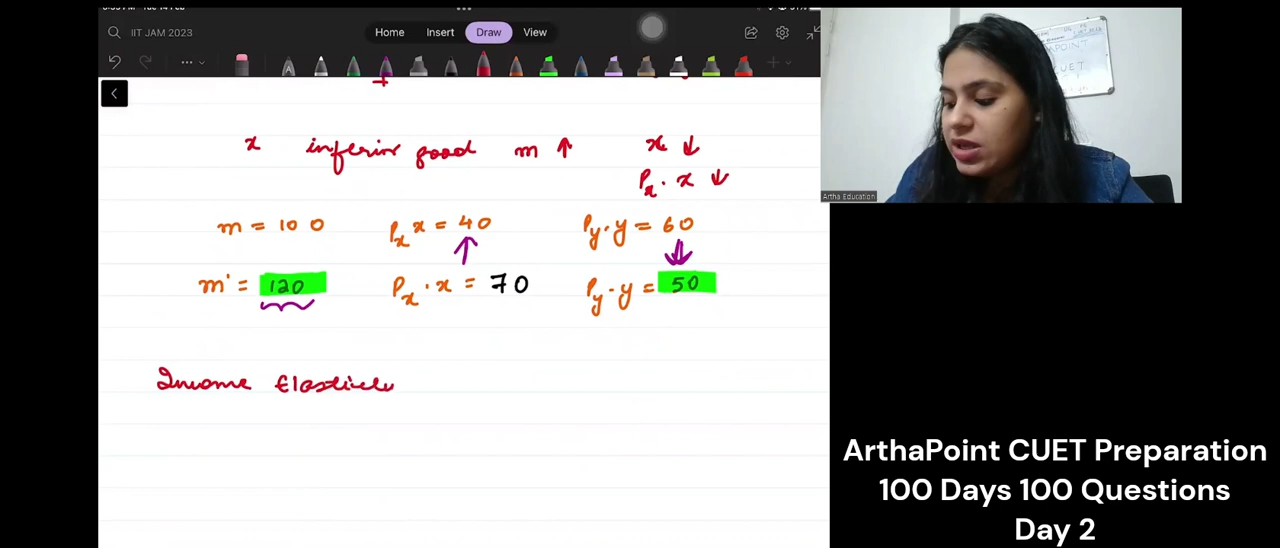 IIT JAM 2023
Home Insert Draw View
x inferior good m ↑ x ↓
Px · x ↓
m = 100 Px x = 40 Py · y = 60
m' = 120 Px · x = 70 Py · y = 50
Income Elasticity
Artha Education
ArthaPoint CUET Preparation
100 Days 100 Questions
Day 2